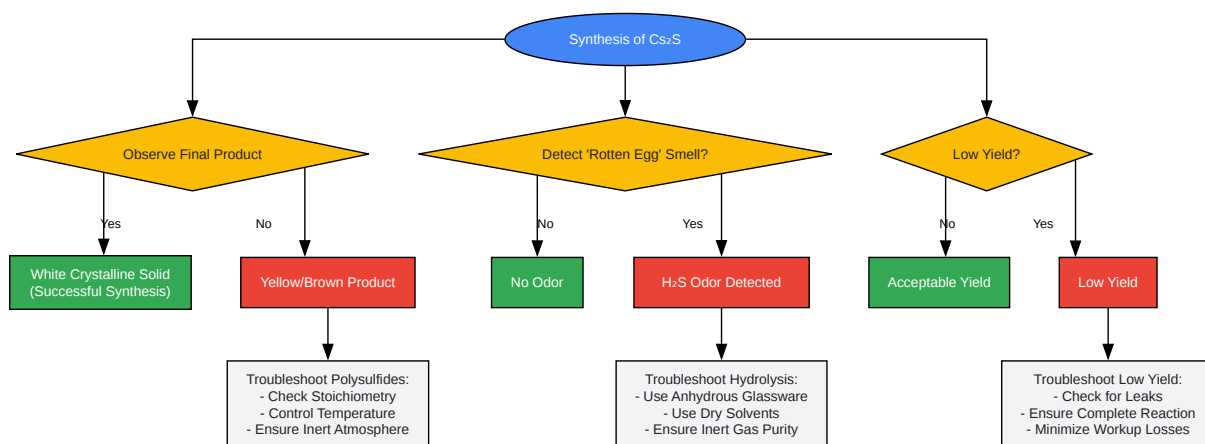 Synthesis of Cs₂S
Observe Final Product
Detect 'Rotten Egg' Smell?
Low Yield?
Yes
No
No
Yes
No
Yes
White Crystalline Solid
(Successful Synthesis)
Yellow/Brown Product
No Odor
H₂S Odor Detected
Acceptable Yield
Low Yield
Troubleshoot Polysulfides:
- Check Stoichiometry
- Control Temperature
- Ensure Inert Atmosphere
Troubleshoot Hydrolysis:
- Use Anhydrous Glassware
- Use Dry Solvents
- Ensure Inert Gas Purity
Troubleshoot Low Yield:
- Check for Leaks
- Ensure Complete Reaction
- Minimize Workup Losses